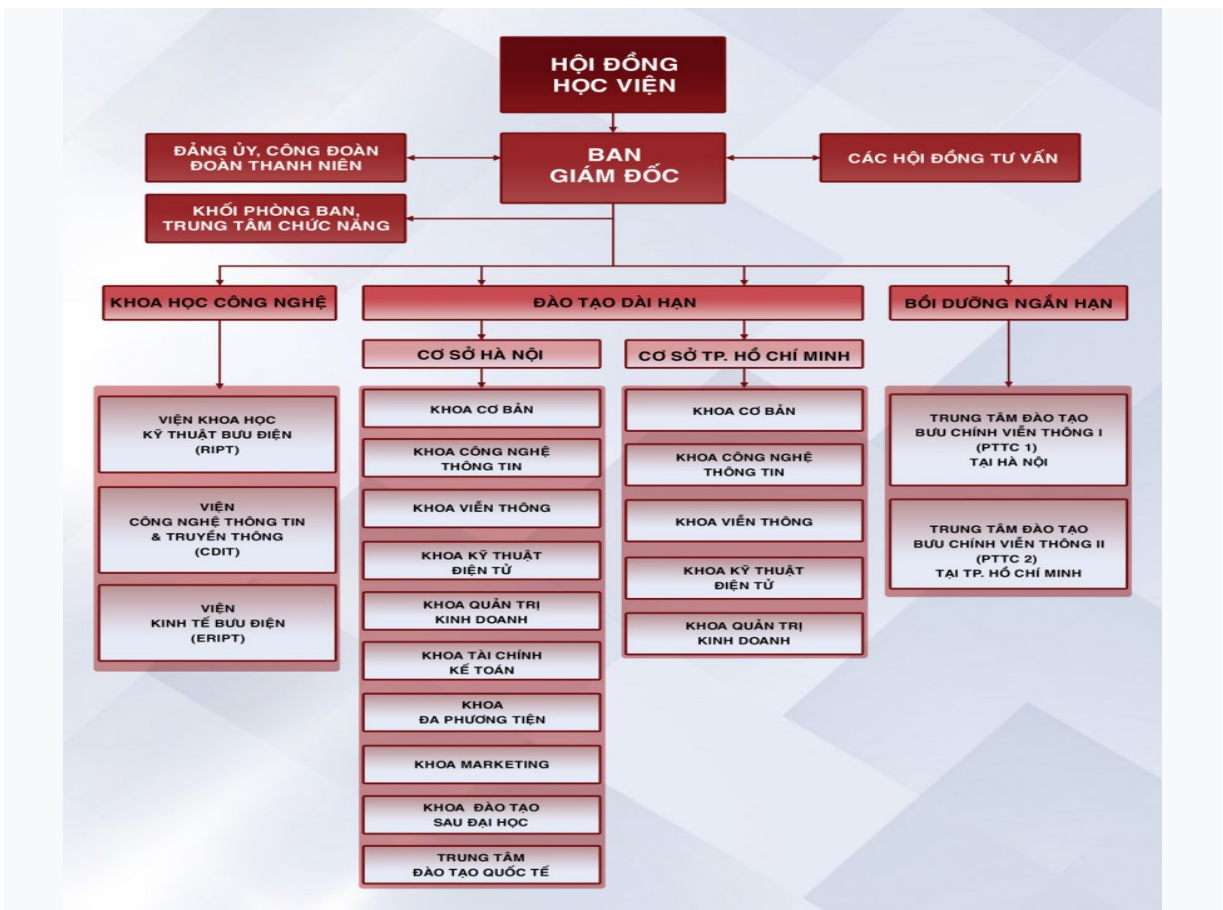 HỘI ĐỒNG
HỌC VIỆN
ĐẢNG ỦY, CÔNG ĐOÀN
ĐOÀN THANH NIÊN
BAN
GIÁM ĐỐC
CÁC HỘI ĐỒNG TƯ VẤN
KHỐI PHÒNG BAN,
TRUNG TÂM CHỨC NĂNG
KHOA HỌC CÔNG NGHỆ
ĐÀO TẠO DÀI HẠN
BỒI DƯỠNG NGẮN HẠN
CƠ SỞ HÀ NỘI
CƠ SỞ TP. HỒ CHÍ MINH
VIỆN KHOA HỌC
KỸ THUẬT BƯU ĐIỆN
(RIPT)
VIỆN
CÔNG NGHỆ THÔNG TIN
& TRUYỀN THÔNG
(CDIT)
VIỆN
KINH TẾ BƯU ĐIỆN
(ERIPT)
KHOA CƠ BẢN
KHOA CÔNG NGHỆ
THÔNG TIN
KHOA VIỄN THÔNG
KHOA KỸ THUẬT
ĐIỆN TỬ
KHOA QUẢN TRỊ
KINH DOANH
KHOA TÀI CHÍNH
KẾ TOÁN
KHOA
ĐA PHƯƠNG TIỆN
KHOA MARKETING
KHOA ĐÀO TẠO
SAU ĐẠI HỌC
TRUNG TÂM
ĐÀO TẠO QUỐC TẾ
KHOA CƠ BẢN
KHOA CÔNG NGHỆ
THÔNG TIN
KHOA VIỄN THÔNG
KHOA KỸ THUẬT
ĐIỆN TỬ
KHOA QUẢN TRỊ
KINH DOANH
TRUNG TÂM ĐÀO TẠO
BƯU CHÍNH VIỄN THÔNG I
(PTTC 1)
TẠI HÀ NỘI
TRUNG TÂM ĐÀO TẠO
BƯU CHÍNH VIỄN THÔNG II
(PTTC 2)
TẠI TP. HỒ CHÍ MINH